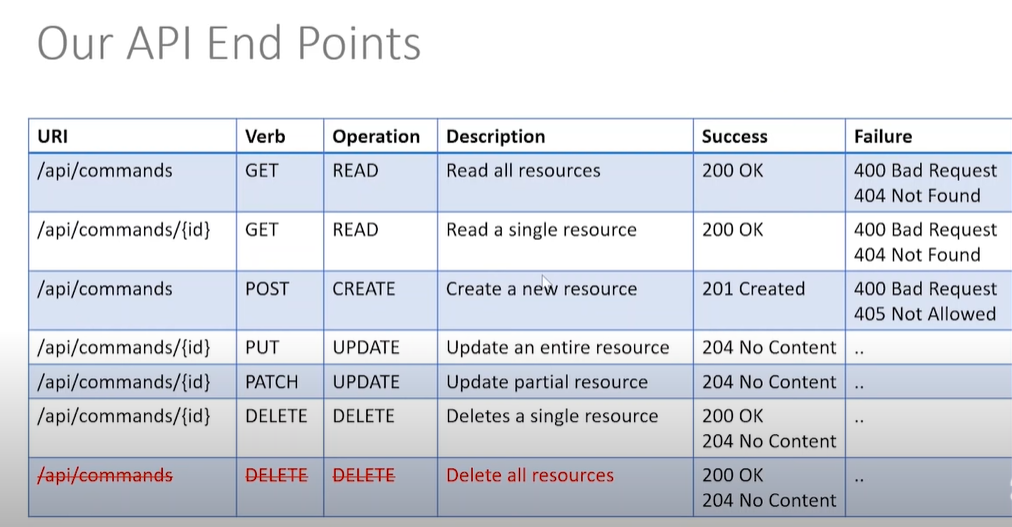 Our API End Points
URI Verb Operation Description Success Failure
/api/commands GET READ Read all resources 200 OK 400 Bad Request
404 Not Found
/api/commands/{id} GET READ Read a single resource 200 OK 400 Bad Request
404 Not Found
/api/commands POST CREATE Create a new resource 201 Created 400 Bad Request
405 Not Allowed
/api/commands/{id} PUT UPDATE Update an entire resource 204 No Content ..
/api/commands/{id} PATCH UPDATE Update partial resource 204 No Content ..
/api/commands/{id} DELETE DELETE Deletes a single resource 200 OK ..
204 No Content
/api/commands DELETE DELETE Delete all resources 200 OK ..
204 No Content